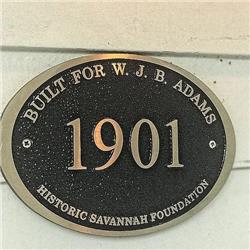 BUILT FOR W. J. B. ADAMS
1901
HISTORIC SAVANNAH FOUNDATION